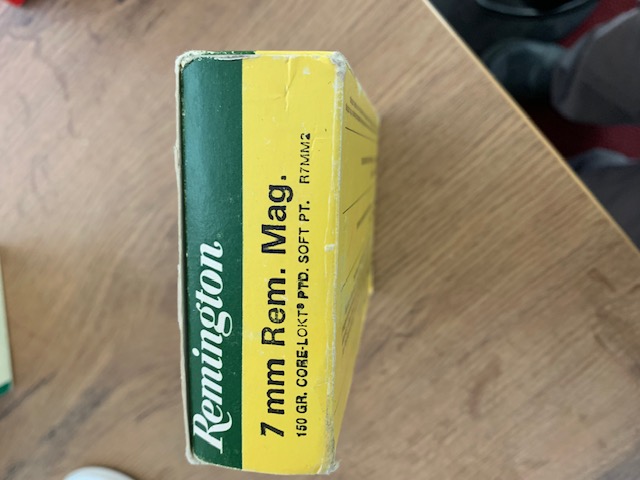 Remington®
7 mm Rem. Mag.
150 GR. CORE-LOKT® PTD. SOFT PT. R7MM2